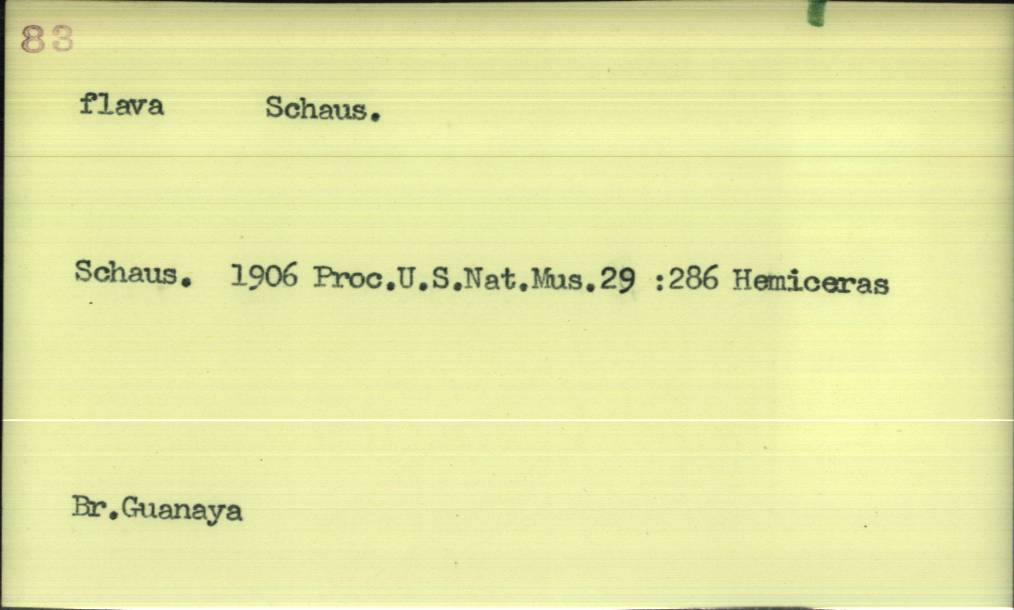 83
flava Schaus.
Schaus. 1906 Proc.U.S.Nat.Mus.29 :286 Hemiceras
Br.Guanaya